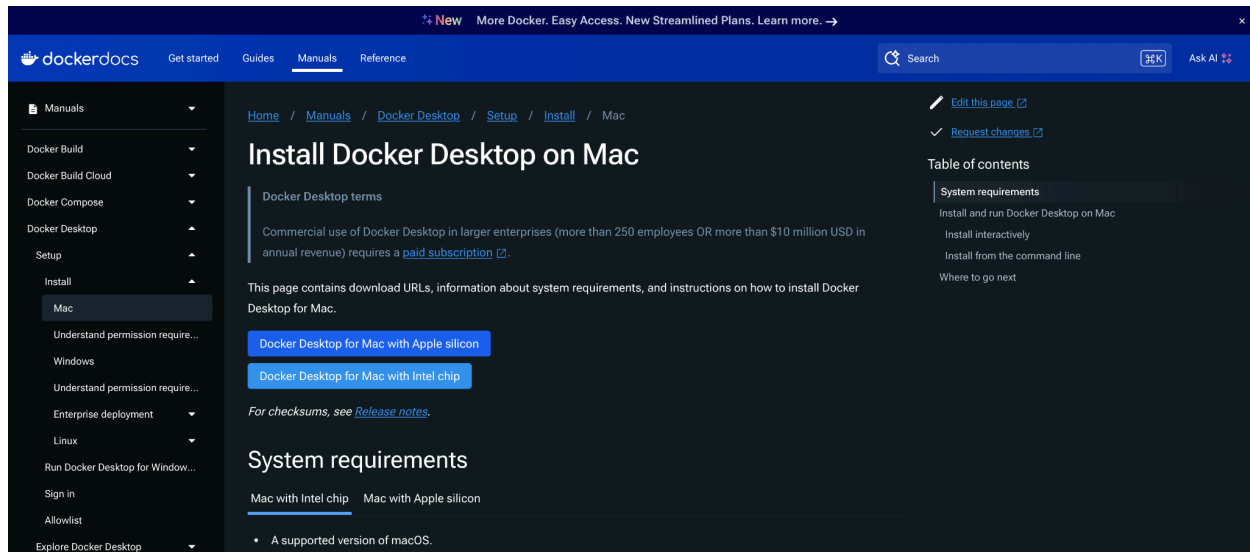 New More Docker. Easy Access. New Streamlined Plans. Learn more. →
×
dockerdocs
Get started
Guides
Manuals
Reference
Search
⌘K
Ask AI
Manuals
Docker Build
Docker Build Cloud
Docker Compose
Docker Desktop
Setup
Install
Mac
Understand permission require...
Windows
Understand permission require...
Enterprise deployment
Linux
Run Docker Desktop for Window...
Sign in
Allowlist
Explore Docker Desktop
Home / Manuals / Docker Desktop / Setup / Install / Mac
Install Docker Desktop on Mac
Docker Desktop terms
Commercial use of Docker Desktop in larger enterprises (more than 250 employees OR more than $10 million USD in
annual revenue) requires a paid subscription.
This page contains download URLs, information about system requirements, and instructions on how to install Docker
Desktop for Mac.
Docker Desktop for Mac with Apple silicon
Docker Desktop for Mac with Intel chip
For checksums, see Release notes.
System requirements
Mac with Intel chip
Mac with Apple silicon
• A supported version of macOS.
Edit this page
Request changes
Table of contents
System requirements
Install and run Docker Desktop on Mac
Install interactively
Install from the command line
Where to go next